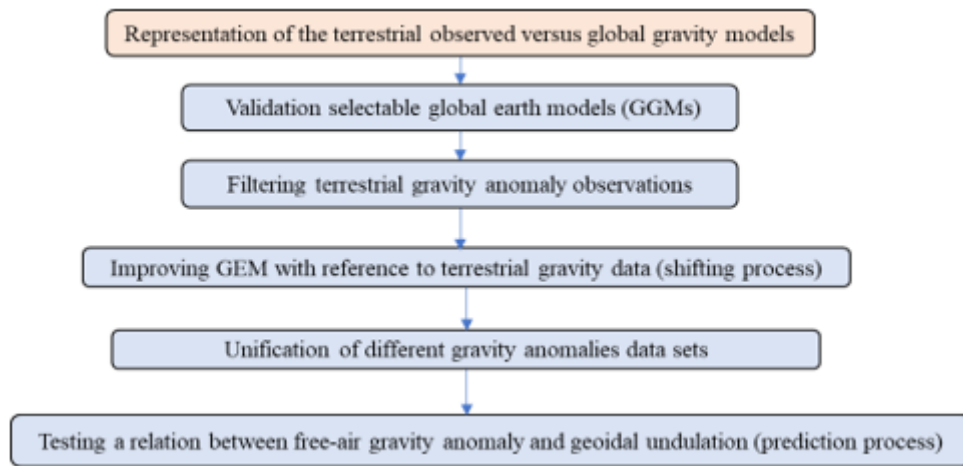 Representation of the terrestrial observed versus global gravity models
Validation selectable global earth models (GGMs)
Filtering terrestrial gravity anomaly observations
Improving GEM with reference to terrestrial gravity data (shifting process)
Unification of different gravity anomalies data sets
Testing a relation between free-air gravity anomaly and geoidal undulation (prediction process)